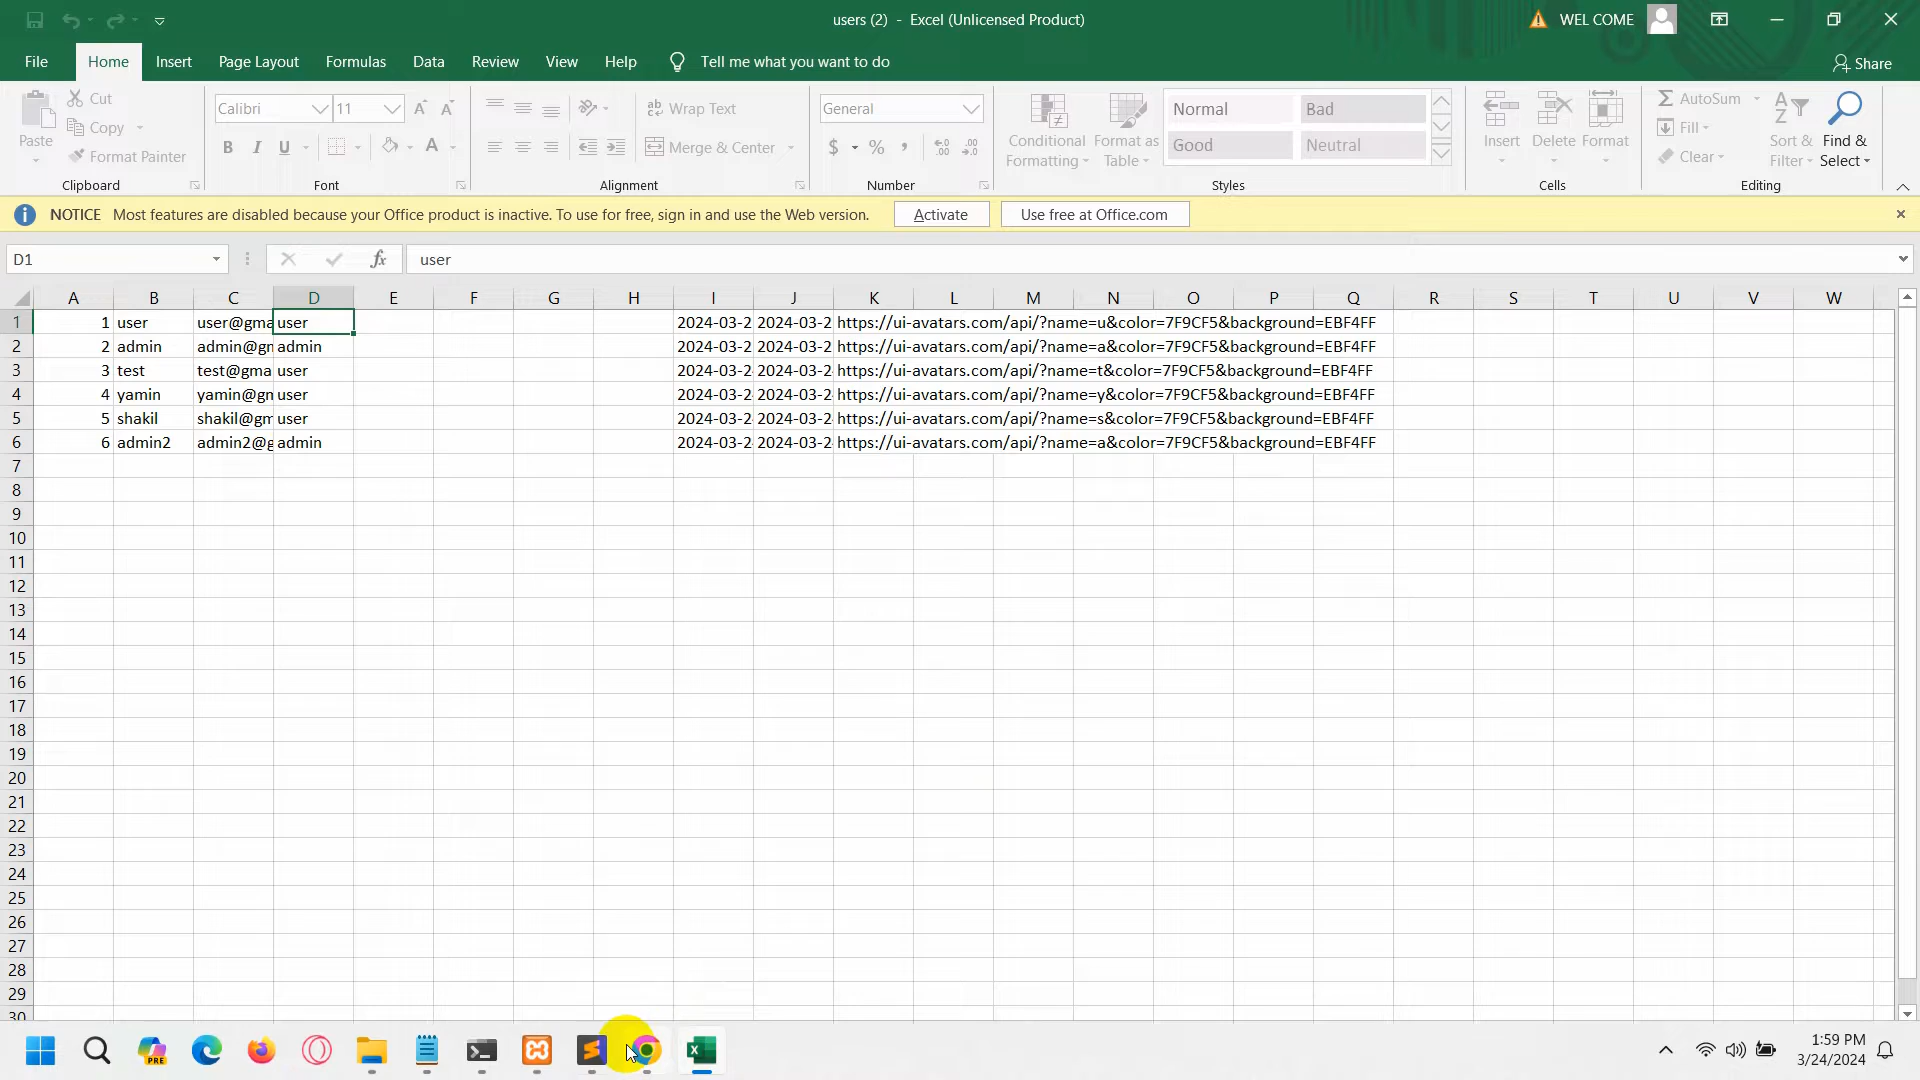 users (2) - Excel (Unlicensed Product)
WEL COME
File Home Insert Page Layout Formulas Data Review View Help Tell me what you want to do
Share
Paste
Cut
Copy
Format Painter
Clipboard
Calibri 11
B I U
Font
Wrap Text
Merge & Center
Alignment
General
$ % ,
Number
Conditional Formatting
Format as Table
Normal Bad
Good Neutral
Styles
Insert Delete Format
Cells
AutoSum
Fill
Clear
Sort & Filter
Find & Select
Editing
NOTICE Most features are disabled because your Office product is inactive. To use for free, sign in and use the Web version. Activate Use free at Office.com
D1 fx user
A B C D E F G H I J K L M N O P Q R S T U V W
1 1 user user@gma user 2024-03-2 2024-03-2 https://ui-avatars.com/api/?name=u&color=7F9CF5&background=EBF4FF
2 2 admin admin@gm admin 2024-03-2 2024-03-2 https://ui-avatars.com/api/?name=a&color=7F9CF5&background=EBF4FF
3 3 test test@gma user 2024-03-2 2024-03-2 https://ui-avatars.com/api/?name=t&color=7F9CF5&background=EBF4FF
4 4 yamin yamin@gm user 2024-03-2 2024-03-2 https://ui-avatars.com/api/?name=y&color=7F9CF5&background=EBF4FF
5 5 shakil shakil@gm user 2024-03-2 2024-03-2 https://ui-avatars.com/api/?name=s&color=7F9CF5&background=EBF4FF
6 6 admin2 admin2@g admin 2024-03-2 2024-03-2 https://ui-avatars.com/api/?name=a&color=7F9CF5&background=EBF4FF
7
8
9
10
11
12
13
14
15
16
17
18
19
20
21
22
23
24
25
26
27
28
29
30
PRE
1:59 PM
3/24/2024